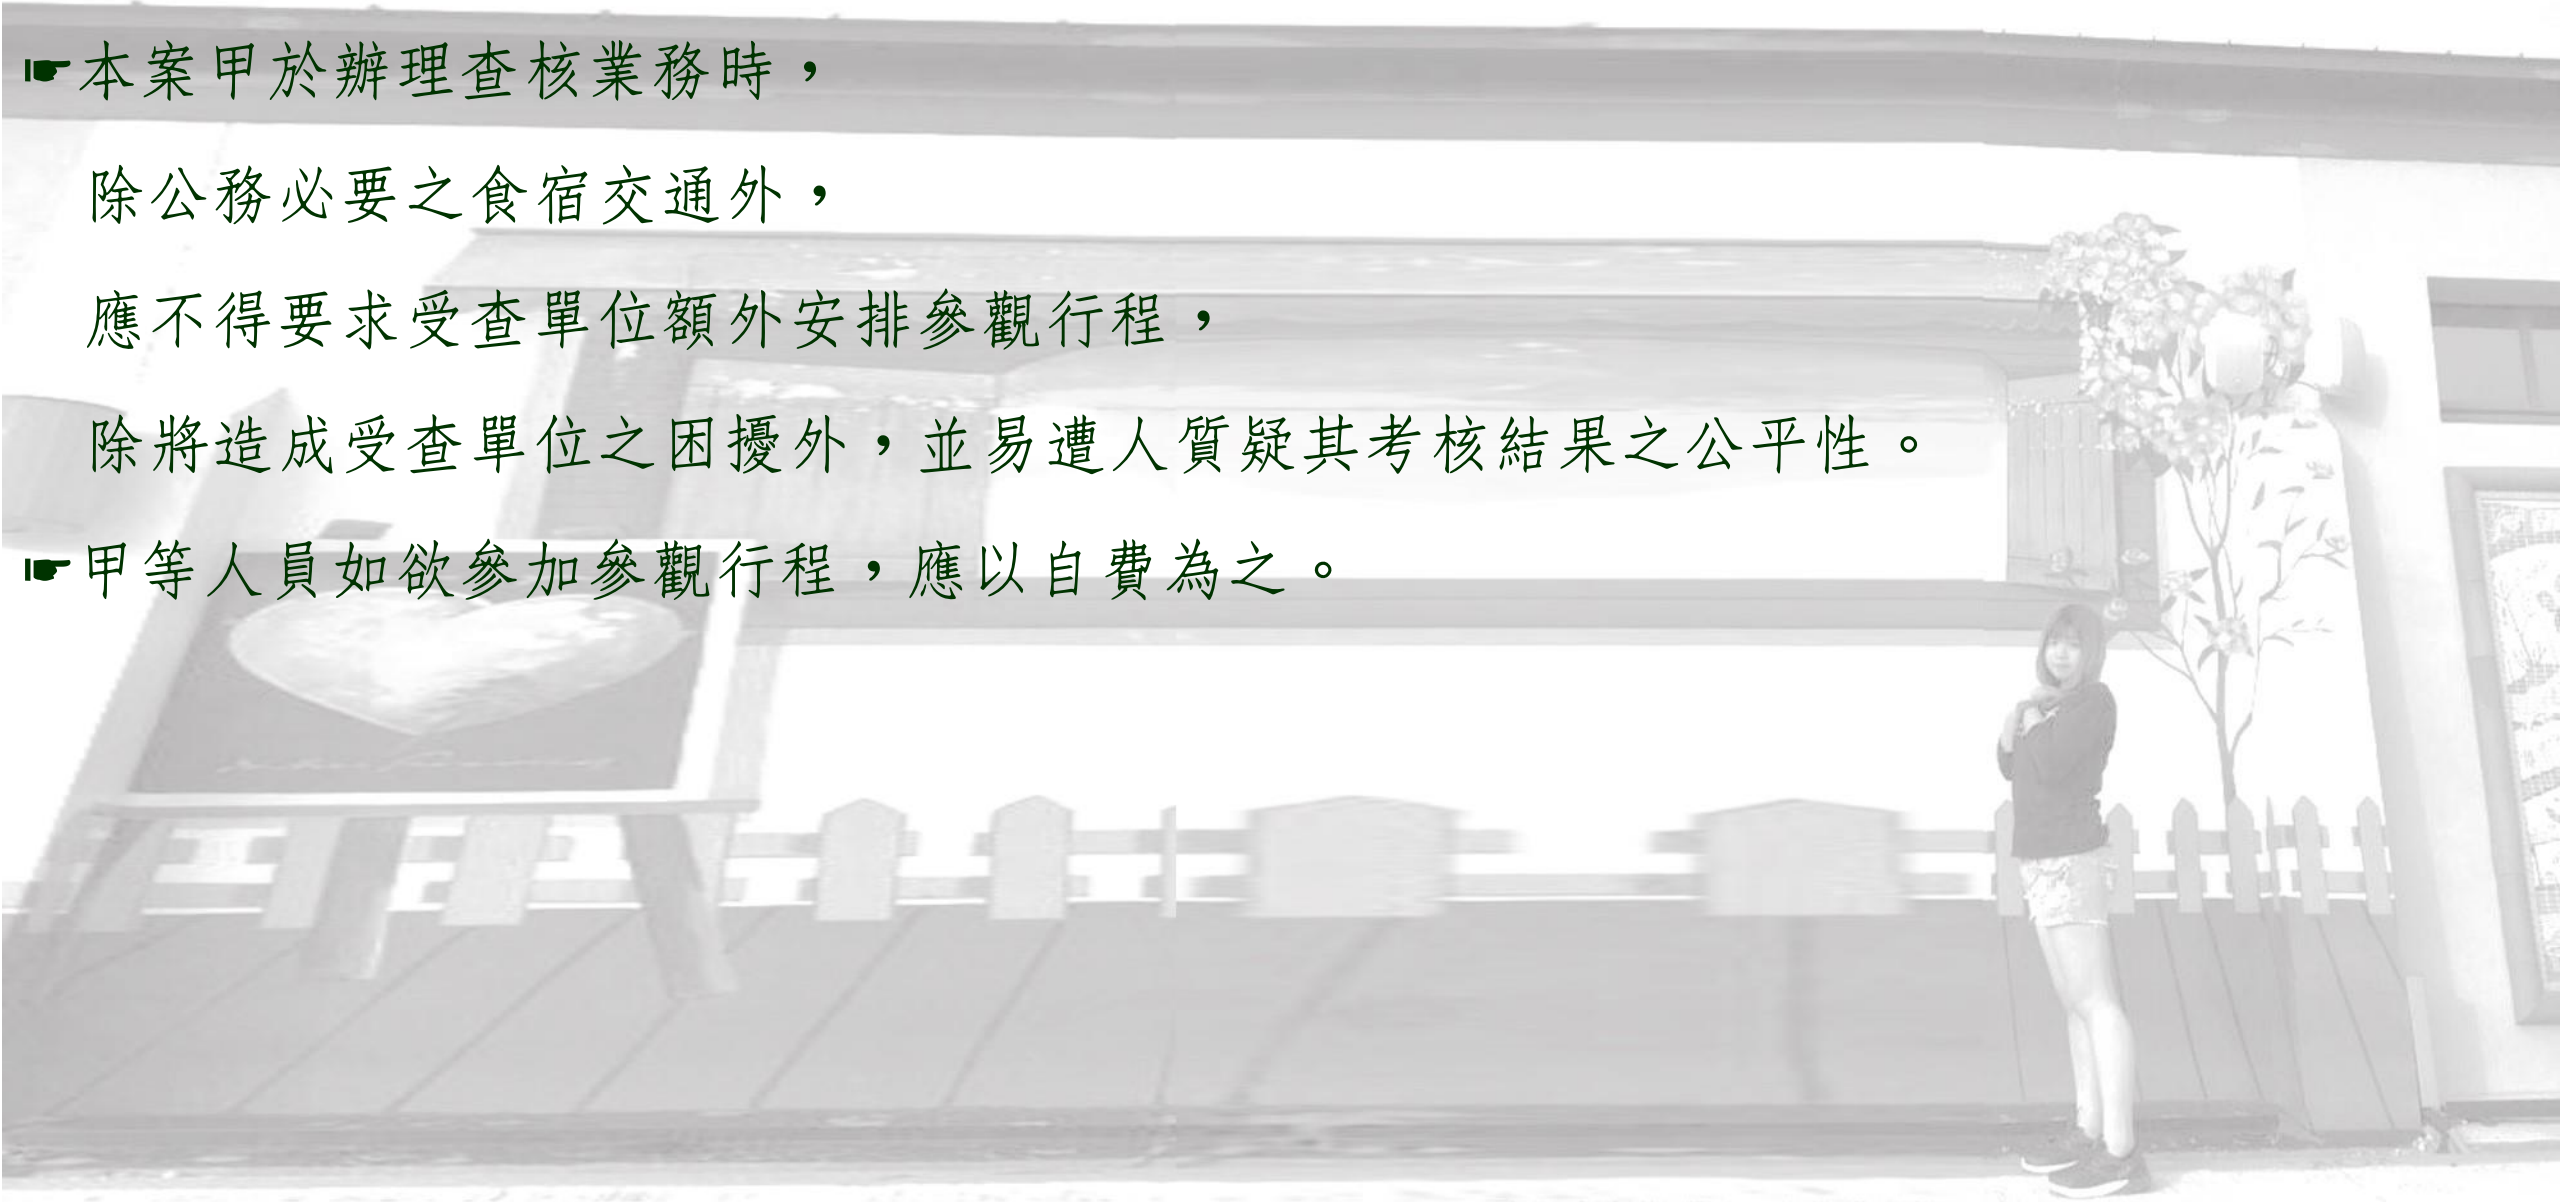 ☛本案甲於辦理查核業務時，
除公務必要之食宿交通外，
應不得要求受查單位額外安排參觀行程，
除將造成受查單位之困擾外，並易遭人質疑其考核結果之公平性。
☛甲等人員如欲參加參觀行程，應以自費為之。